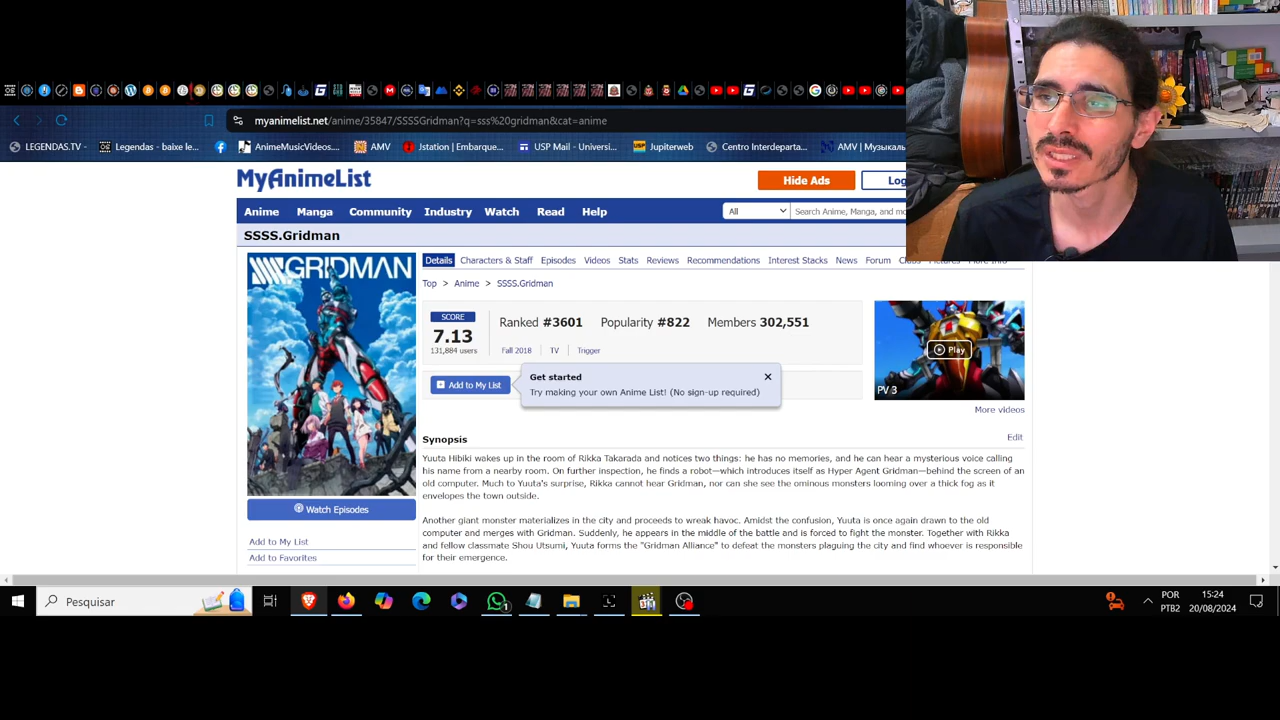 myanimelist.net/anime/35847/SSSSGridman?q=sss%20gridman&cat=anime
LEGENDAS.TV -
Legendas - baixe le...
AnimeMusicVideos....
AMV
Jstation | Embarque...
USP Mail - Universi...
Jupiterweb
Centro Interdeparta...
AMV | Музыкаль
MyAnimeList
Hide Ads
Log
Anime Manga Community Industry Watch Read Help
All
Search Anime, Manga, and mo
SSSS.Gridman
GRIDMAN
Details Characters & Staff Episodes Videos Stats Reviews Recommendations Interest Stacks News Forum
Top > Anime > SSSS.Gridman
SCORE
7.13
131,884 users
Ranked #3601 Popularity #822 Members 302,551
Fall 2018 TV Trigger
Play
PV 3
More videos
Add to My List
Get started
Try making your own Anime List! (No sign-up required)
Synopsis
Edit
Yuuta Hibiki wakes up in the room of Rikka Takarada and notices two things: he has no memories, and he can hear a mysterious voice calling
his name from a nearby room. On further inspection, he finds a robot—which introduces itself as Hyper Agent Gridman—behind the screen of an
old computer. Much to Yuuta's surprise, Rikka cannot hear Gridman, nor can she see the ominous monsters looming over a thick fog as it
envelopes the town outside.
Another giant monster materializes in the city and proceeds to wreak havoc. Amidst the confusion, Yuuta is once again drawn to the old
computer and merges with Gridman. Suddenly, he appears in the middle of the battle and is forced to fight the monster. Together with Rikka
and fellow classmate Shou Utsumi, Yuuta forms the "Gridman Alliance" to defeat the monsters plaguing the city and find whoever is responsible
for their emergence.
Watch Episodes
Add to My List
Add to Favorites
Pesquisar
1
POR
PTB2
15:24
20/08/2024